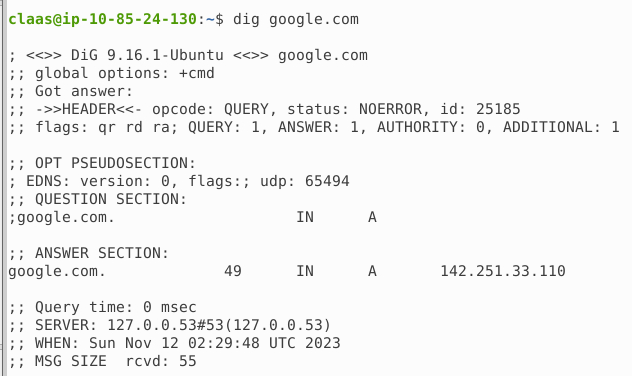 claas@ip-10-85-24-130:~$ dig google.com

; <<>> DiG 9.16.1-Ubuntu <<>> google.com
;; global options: +cmd
;; Got answer:
;; ->>HEADER<<- opcode: QUERY, status: NOERROR, id: 25185
;; flags: qr rd ra; QUERY: 1, ANSWER: 1, AUTHORITY: 0, ADDITIONAL: 1

;; OPT PSEUDOSECTION:
; EDNS: version: 0, flags:; udp: 65494
;; QUESTION SECTION:
;google.com.                    IN      A

;; ANSWER SECTION:
google.com.             49      IN      A       142.251.33.110

;; Query time: 0 msec
;; SERVER: 127.0.0.53#53(127.0.0.53)
;; WHEN: Sun Nov 12 02:29:48 UTC 2023
;; MSG SIZE  rcvd: 55